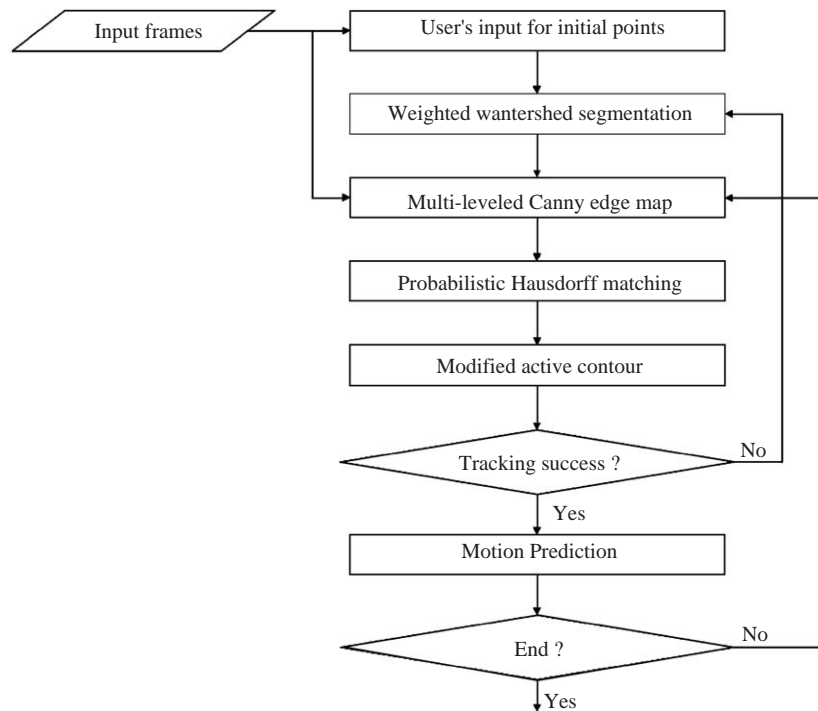 Input frames
User's input for initial points
Weighted wantershed segmentation
Multi-leveled Canny edge map
Probabilistic Hausdorff matching
Modified active contour
Tracking success ?
No
Yes
Motion Prediction
End ?
No
Yes